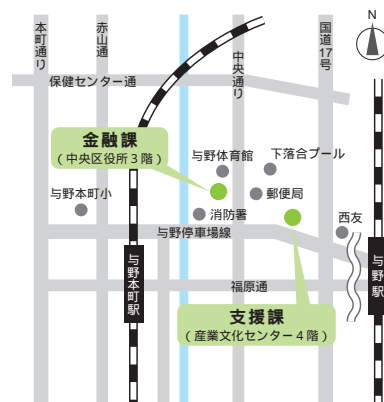 本町通り
赤山通
中央通り
国道17号
N
保健センター通
金融課
(中央区役所3階)
与野体育館
下落合プール
郵便局
与野本町小
消防署
西友
与野停車場線
与野本町駅
与野駅
福原通
支援課
(産業文化センター4階)